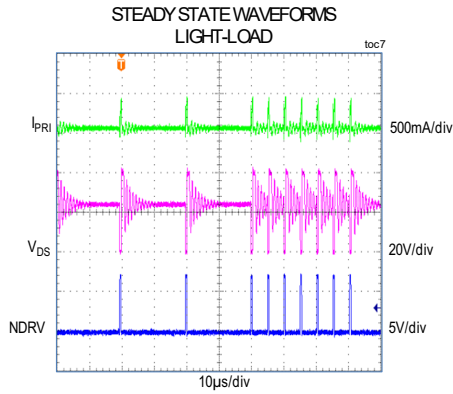 STEADY STATE WAVEFORMS
LIGHT-LOAD
toc7
T
IPRI
500mA/div
VDS
20V/div
NDRV
5V/div
10µs/div